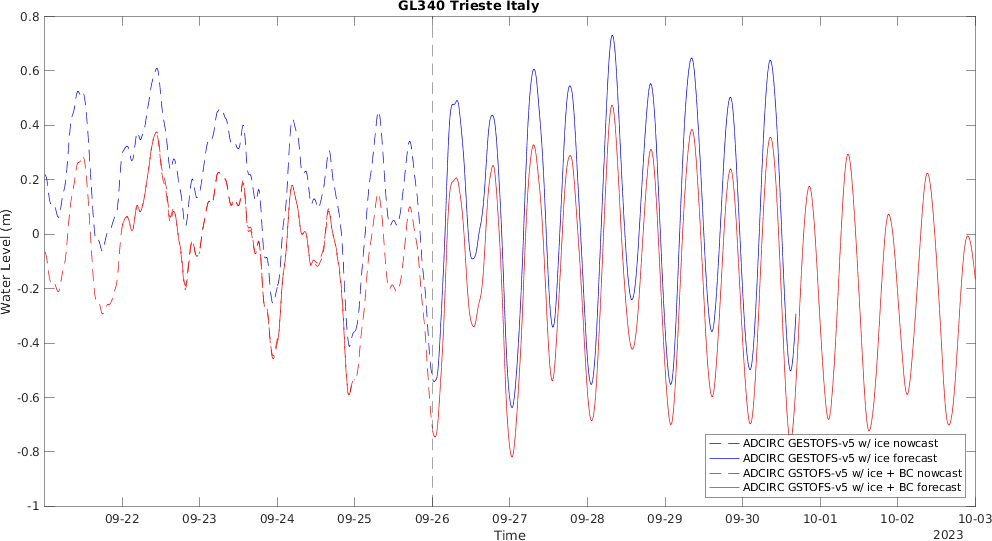 GL340 Trieste Italy
0.8
0.6
0.4
0.2
0
-0.2
-0.4
-0.6
-0.8
-1
Water Level (m)
ADCIRC GESTOFS-v5 w/ ice nowcast
ADCIRC GESTOFS-v5 w/ ice forecast
ADCIRC GSTOFS-v5 w/ ice + BC nowcast
ADCIRC GSTOFS-v5 w/ ice + BC forecast
09-22 09-23 09-24 09-25 09-26 09-27 09-28 09-29 09-30 10-01 10-02 10-03
Time
2023